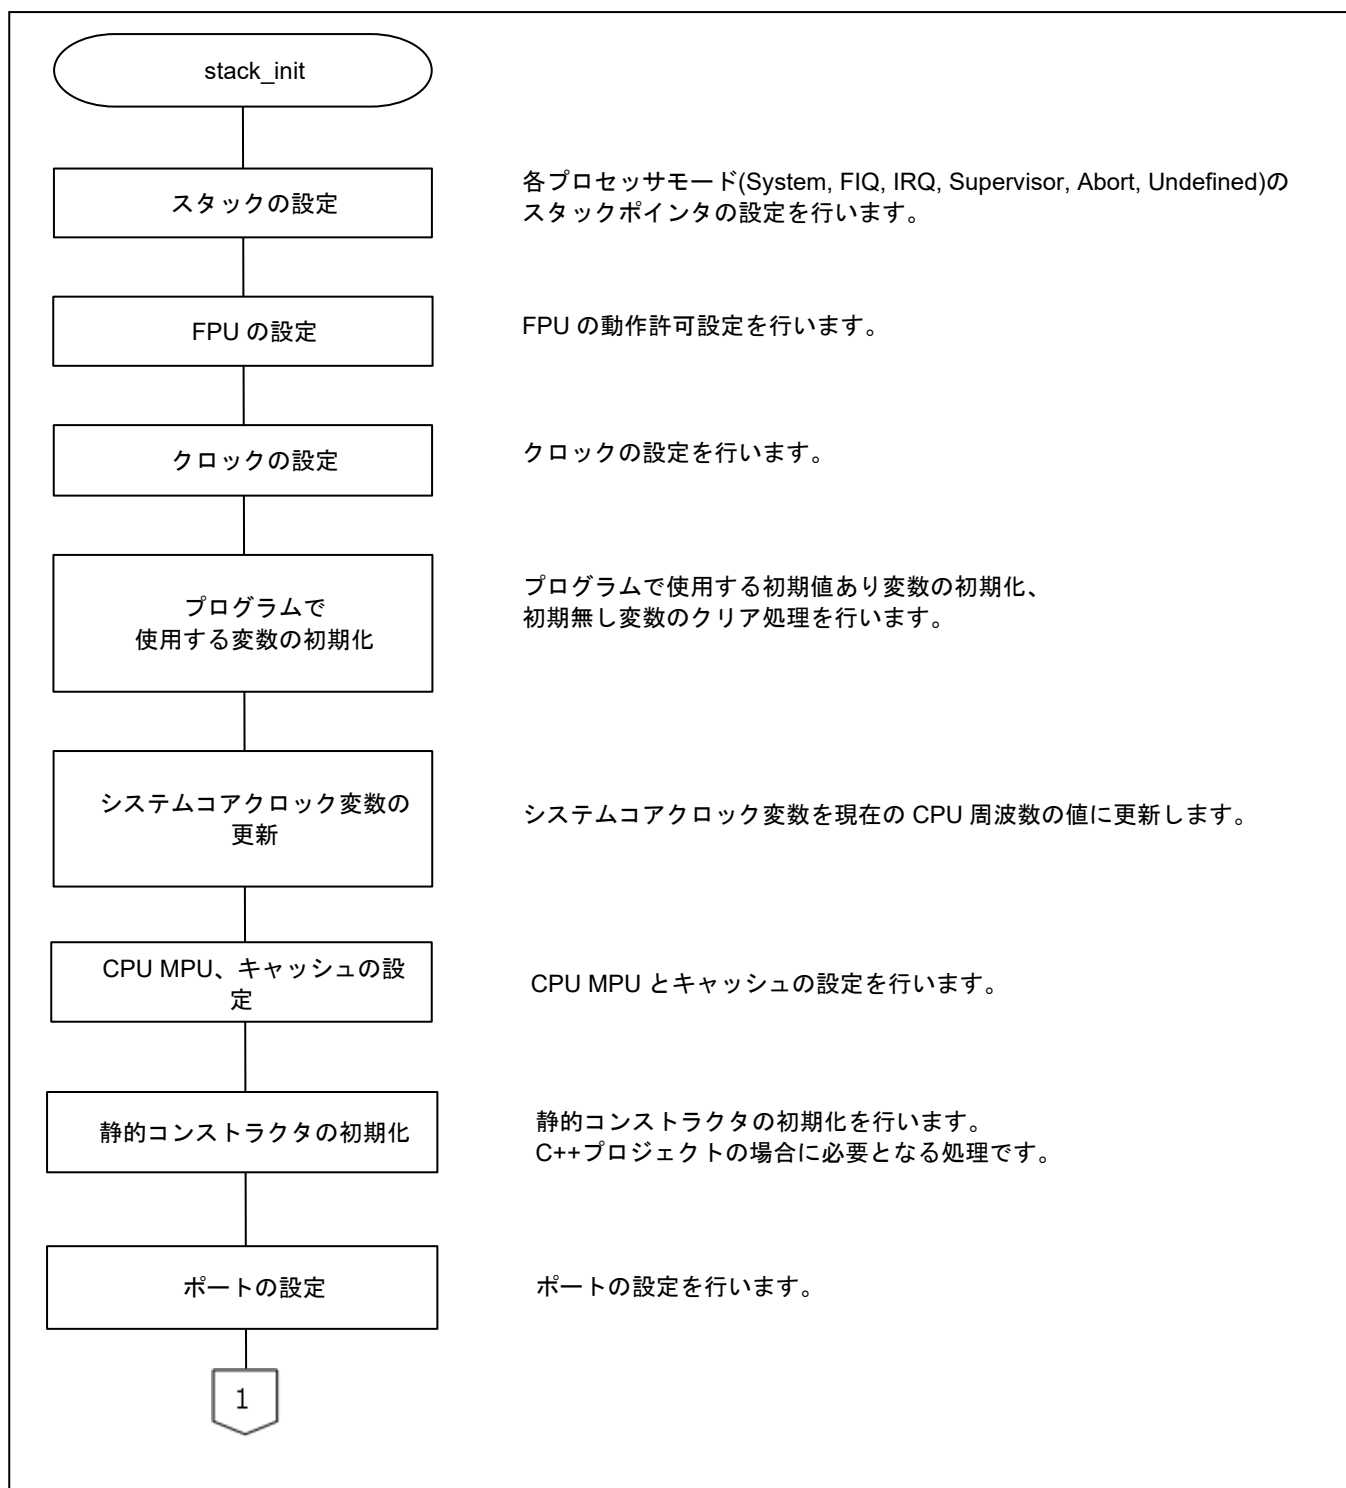 stack_init
スタックの設定
各プロセッサモード(System, FIQ, IRQ, Supervisor, Abort, Undefined)の
スタックポインタの設定を行います。
FPU の設定
FPU の動作許可設定を行います。
クロックの設定
クロックの設定を行います。
プログラムで
使用する変数の初期化
プログラムで使用する初期値あり変数の初期化、
初期無し変数のクリア処理を行います。
システムコアクロック変数の
更新
システムコアクロック変数を現在の CPU 周波数の値に更新します。
CPU MPU、キャッシュの設
定
CPU MPU とキャッシュの設定を行います。
静的コンストラクタの初期化
静的コンストラクタの初期化を行います。
C++プロジェクトの場合に必要となる処理です。
ポートの設定
ポートの設定を行います。
1